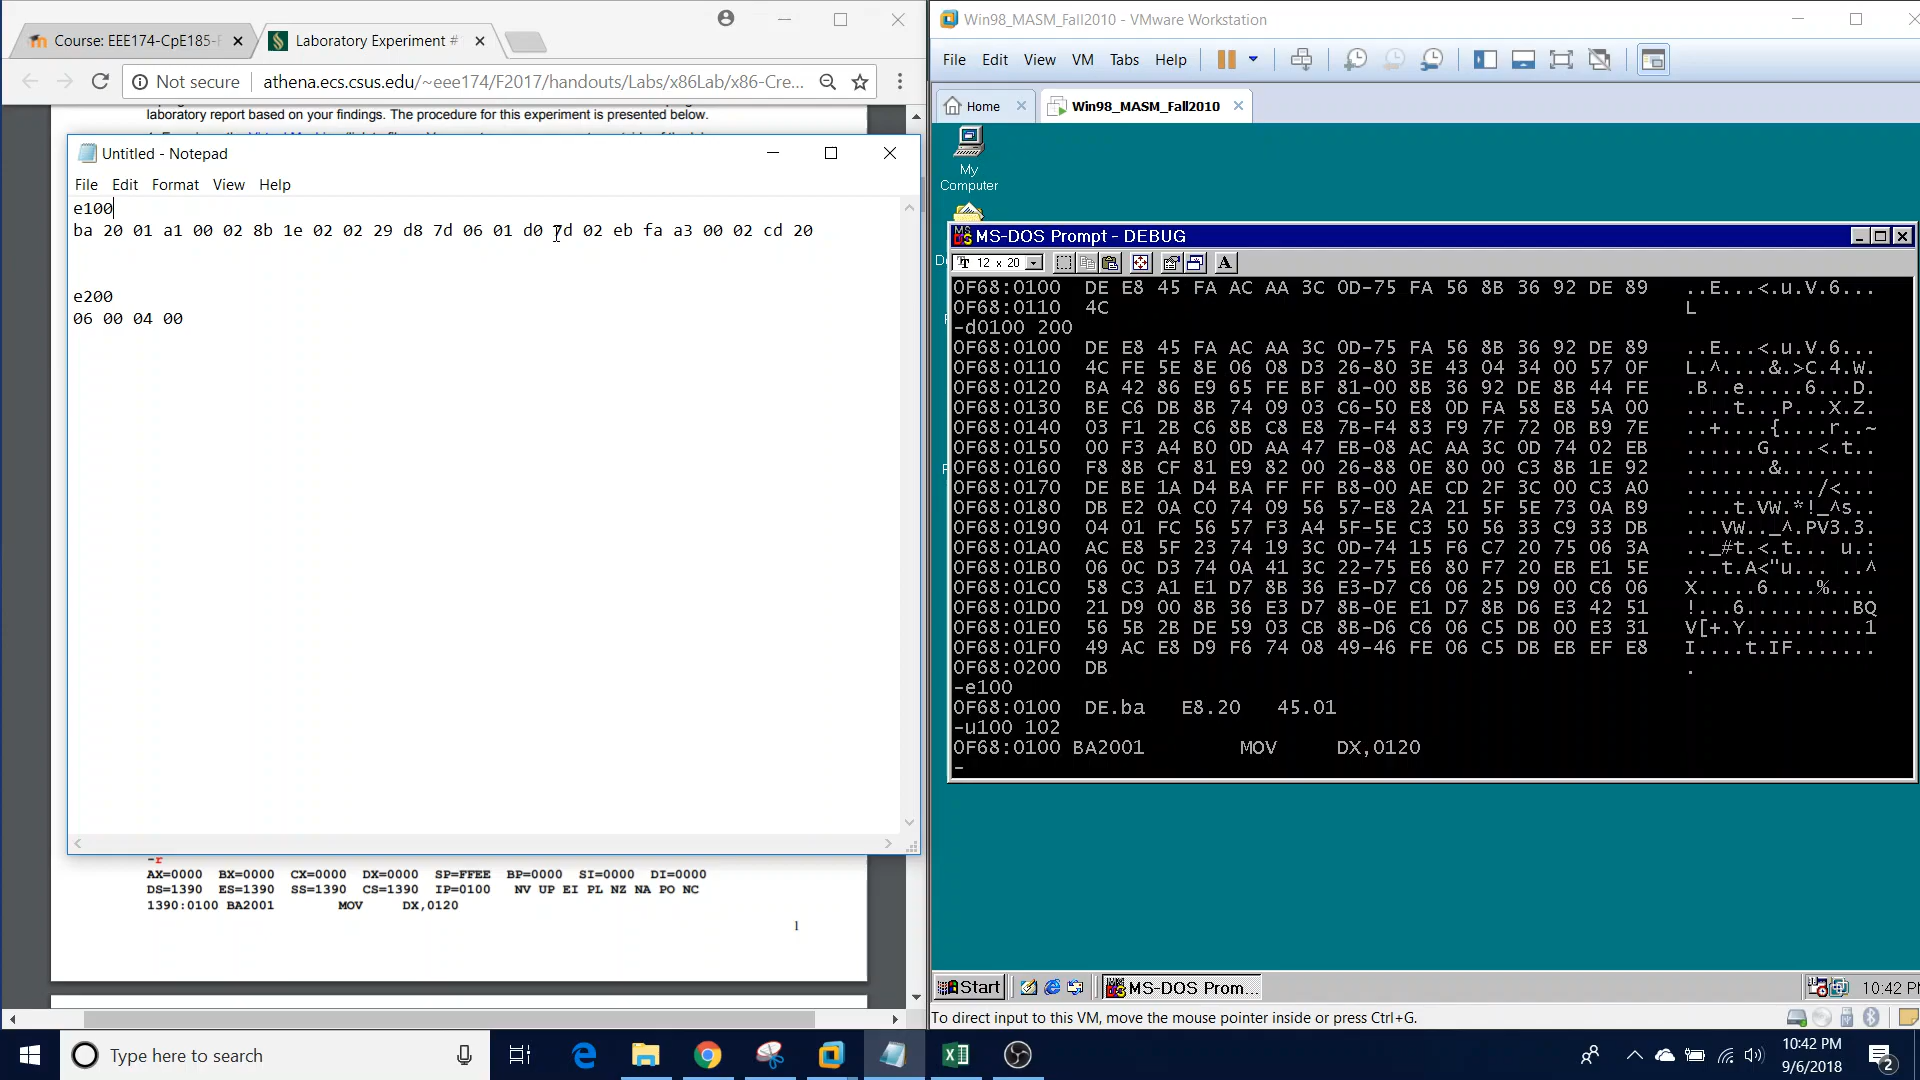 Course: EEE174-CpE185-F
Laboratory Experiment #
Not secure
athena.ecs.csus.edu/~eee174/F2017/handouts/Labs/x86Lab/x86-Cre...
laboratory report based on your findings. The procedure for this experiment is presented below.
Untitled - Notepad
File Edit Format View Help
e100
ba 20 01 a1 00 02 8b 1e 02 02 29 d8 7d 06 01 d0 7d 02 eb fa a3 00 02 cd 20
e200
06 00 04 00
-r
AX=0000 BX=0000 CX=0000 DX=0000 SP=FFEE BP=0000 SI=0000 DI=0000
DS=1390 ES=1390 SS=1390 CS=1390 IP=0100 NV UP EI PL NZ NA PO NC
1390:0100 BA2001 MOV DX,0120
1
Win98_MASM_Fall2010 - VMware Workstation
File Edit View VM Tabs Help
Home
Win98_MASM_Fall2010
My
Computer
MS-DOS Prompt - DEBUG
12 x 20
A
0F68:0100 DE E8 45 FA AC AA 3C 0D-75 FA 56 8B 36 92 DE 89 ..E...<.u.V.6...
0F68:0110 4C L
-d0100 200
0F68:0100 DE E8 45 FA AC AA 3C 0D-75 FA 56 8B 36 92 DE 89 ..E...<.u.V.6...
0F68:0110 4C FE 5E 8E 06 08 D3 26-80 3E 43 04 34 00 57 0F L.^....&.>C.4.W.
0F68:0120 BA 42 86 E9 65 FE BF 81-00 8B 36 92 DE 8B 44 FE .B..e.....6...D.
0F68:0130 BE C6 DB 8B 74 09 03 C6-50 E8 0D FA 58 E8 5A 00 ....t...P...X.Z.
0F68:0140 03 F1 2B C6 8B C8 E8 7B-F4 83 F9 7F 72 0B B9 7E ..+....{....r..~
0F68:0150 00 F3 A4 B0 0D AA 47 EB-08 AC AA 3C 0D 74 02 EB ......G....<.t..
0F68:0160 F8 8B CF 81 E9 82 00 26-88 0E 80 00 C3 8B 1E 92 .......&........
0F68:0170 DE BE 1A D4 BA FF FF B8-00 AE CD 2F 3C 00 C3 A0 .........../<...
0F68:0180 DB E2 0A C0 74 09 56 57-E8 2A 21 5F 5E 73 0A B9 ....t.VW.*!_^s..
0F68:0190 04 01 FC 56 57 F3 A4 5F-5E C3 50 56 33 C9 33 DB ...VW.._^.PV3.3.
0F68:01A0 AC E8 5F 23 74 19 3C 0D-74 15 F6 C7 20 75 06 3A .._#t.<.t... u.:
0F68:01B0 06 0C D3 74 0A 41 3C 22-75 E6 80 F7 20 EB E1 5E ...t.A<"u... ..^
0F68:01C0 58 C3 A1 E1 D7 8B 36 E3-D7 C6 06 25 D9 00 C6 06 X.....6....%....
0F68:01D0 21 D9 00 8B 36 E3 D7 8B-0E E1 D7 8B D6 E3 42 51 !...6.........BQ
0F68:01E0 56 5B 2B DE 59 03 CB 8B-D6 C6 06 C5 DB 00 E3 31 V[+.Y..........1
0F68:01F0 49 AC E8 D9 F6 74 08 49-46 FE 06 C5 DB EB EF E8 I....t.IF.......
0F68:0200 DB .
-e100
0F68:0100 DE.ba E8.20 45.01
-u100 102
0F68:0100 BA2001 MOV DX,0120
-
Start
MS-DOS Prom...
To direct input to this VM, move the mouse pointer inside or press Ctrl+G.
Type here to search
10:42 PM
9/6/2018
2